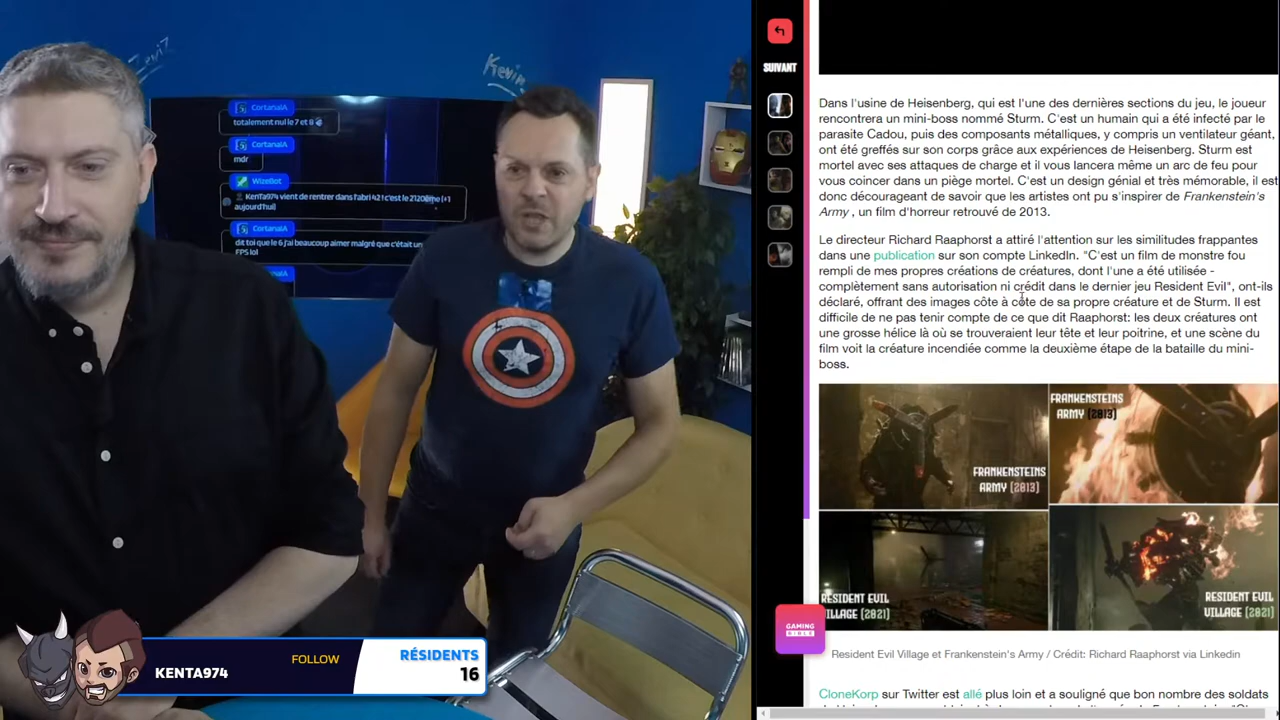 Kevin
CortanaIA
totalement nul le 7 et 8
CortanaIA
mdr
WizeBot
KenTa974 vient de rentrer dans l'abri 42 ! c'est le 2120ème (+1
aujourd'hui)
CortanaIA
dit toi que le 6 j'ai beaucoup aimer malgré que c'était un
FPS lol
CortanaIA
KENTA974
FOLLOW
RÉSIDENTS
16
SUIVANT
Dans l'usine de Heisenberg, qui est l'une des dernières sections du jeu, le joueur
rencontrera un mini-boss nommé Sturm. C'est un humain qui a été infecté par le
parasite Cadou, puis des composants métalliques, y compris un ventilateur géant,
ont été greffés sur son corps grâce aux expériences de Heisenberg. Sturm est
mortel avec ses attaques de charge et il vous lancera même un arc de feu pour
vous coincer dans un piège mortel. C'est un design génial et très mémorable, il est
donc décourageant de savoir que les artistes ont pu s'inspirer de Frankenstein's
Army , un film d'horreur retrouvé de 2013.
Le directeur Richard Raaphorst a attiré l'attention sur les similitudes frappantes
dans une publication sur son compte LinkedIn. "C'est un film de monstre fou
rempli de mes propres créations de créatures, dont l'une a été utilisée -
complètement sans autorisation ni crédit dans le dernier jeu Resident Evil", ont-ils
déclaré, offrant des images côte à côte de sa propre créature et de Sturm. Il est
difficile de ne pas tenir compte de ce que dit Raaphorst: les deux créatures ont
une grosse hélice là où se trouveraient leur tête et leur poitrine, et une scène du
film voit la créature incendiée comme la deuxième étape de la bataille du mini-
boss.
FRANKENSTEINS
ARMY (2013)
FRANKENSTEINS
ARMY (2013)
RESIDENT EVIL
VILLAGE (2021)
RESIDENT EVIL
VILLAGE (2021)
GAMING
BIBLE
Resident Evil Village et Frankenstein's Army / Crédit: Richard Raaphorst via Linkedin
CloneKorp sur Twitter est allé plus loin et a souligné que bon nombre des soldats